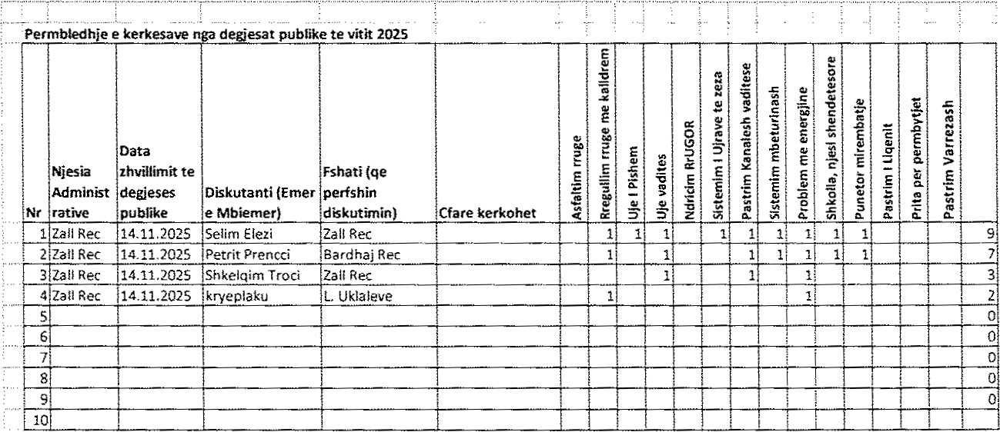 Permbledhje e kerkesave nga degjesat publike te vitit 2025
Nr
Njesia Administ rative
Data zhvillimit te degjeses publike
Diskutanti (Emer e Mbiemer)
Fshati (qe perfshin diskutimin)
Cfare kerkohet
Asfaltim rruge
Rregullim rruge me kalldrem
Uje I Pishem
Uje vadites
Ndricim RrUGOR
Sistemim I Ujrave te zeza
Pastrim Kanalesh vaditese
Sistemim mbeturinash
Problem me energjine
Shkolla, njesi shendetesore
Punetor mirembatje
Pastrim I Liqenit
Prita per permbytjet
Pastrim Varrezash
1 Zall Rec 14.11.2025 Selim Elezi Zall Rec 1 1 1 1 1 1 1 1 1 9
2 Zall Rec 14.11.2025 Petrit Prencci Bardhaj Rec 1 1 1 1 1 1 1 7
3 Zall Rec 14.11.2025 Shkelqim Troci Zall Rec 1 1 1 3
4 Zall Rec 14.11.2025 kryeplaku L. Uklaleve 1 1 2
5 0
6 0
7 0
8 0
9 0
10